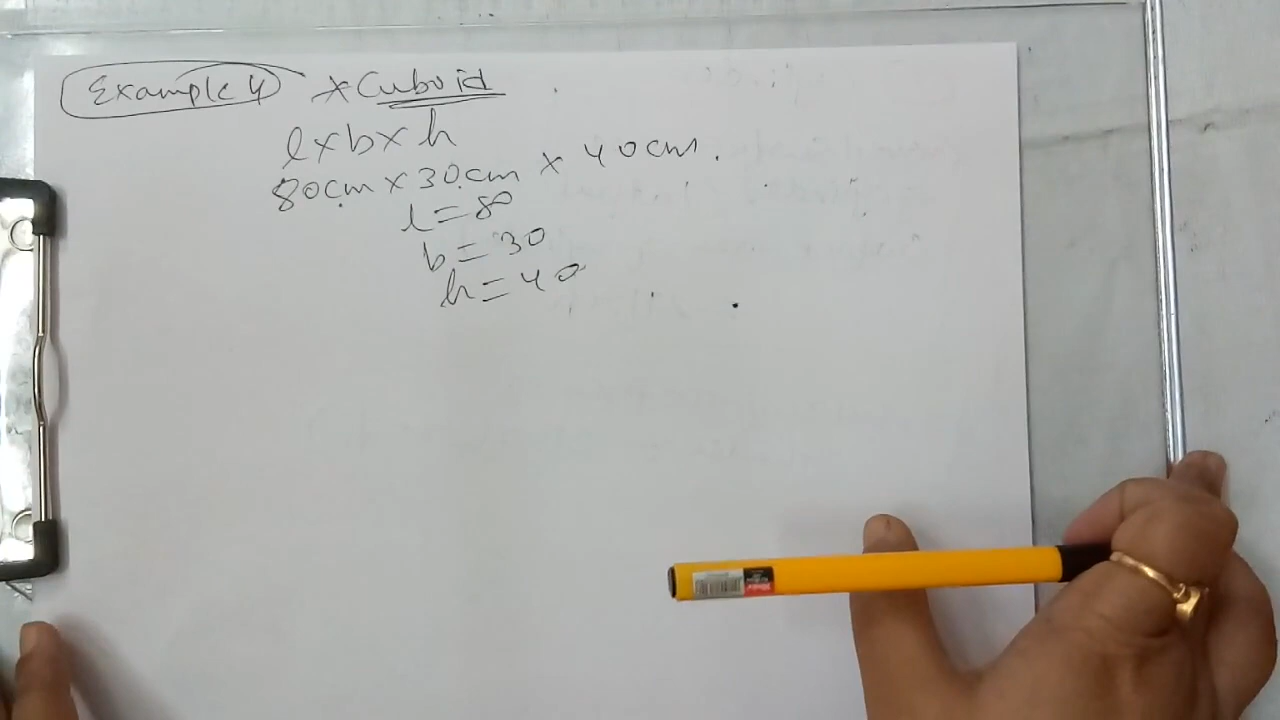 Example 4 * Cuboid
l × b × h
80cm × 30cm × 40cm.
l = 80
b = 30
h = 40